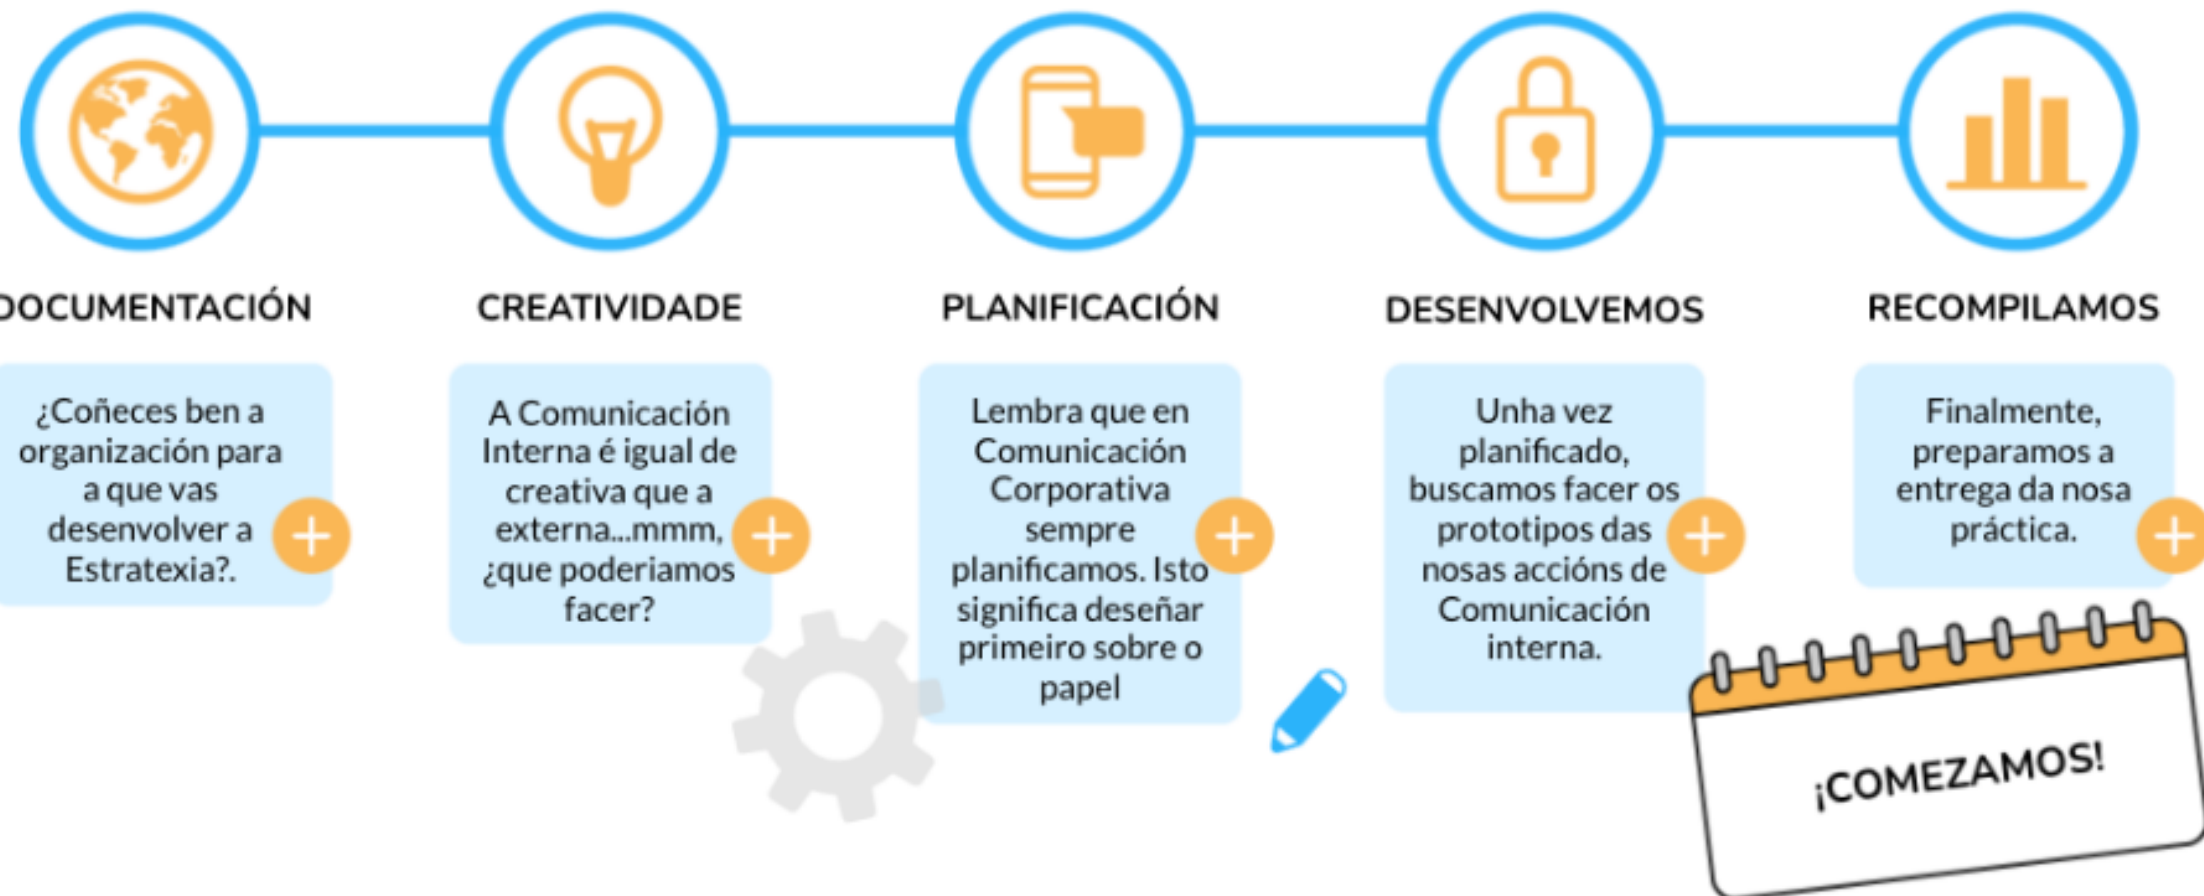 DOCUMENTACIÓN
¿Coñeces ben a
organización para
a que vas
desenvolver a
Estratexia?.
CREATIVIDADE
A Comunicación
Interna é igual de
creativa que a
externa...mmm,
¿que poderiamos
facer?
PLANIFICACIÓN
Lembra que en
Comunicación
Corporativa
sempre
planificamos. Isto
significa deseñar
primeiro sobre o
papel
DESENVOLVEMOS
Unha vez
planificado,
buscamos facer os
prototipos das
nosas accións de
Comunicación
interna.
RECOMPILAMOS
Finalmente,
preparamos a
entrega da nosa
práctica.
¡COMEZAMOS!